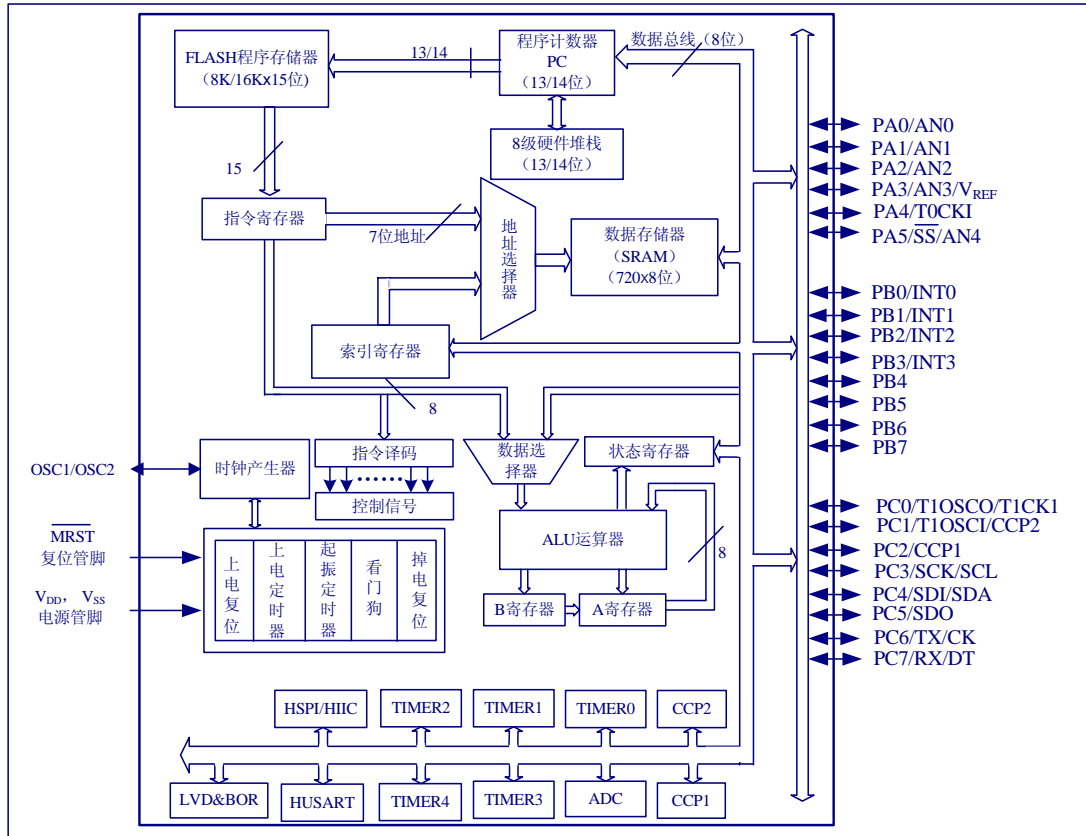 FLASH程序存储器
（8K/16Kx15位)
13/14
程序计数器
PC
(13/14位）
数据总线（8位）
8级硬件堆栈
(13/14位）
15
指令寄存器
7位地址
地址选择器
数据存储器
(SRAM)
(720x8位）
索引寄存器
8
指令译码
控制信号
数据选
择器
状态寄存器
时钟产生器
OSC1/OSC2
MRST
复位管脚
VDD， VSS
电源管脚
上电复位
上电定时器
起振定时器
看门狗
掉电复位
ALU运算器
8
B寄存器
A寄存器
HSPI/HIIC
TIMER2
TIMER1
TIMER0
CCP2
LVD&BOR
HUSART
TIMER4
TIMER3
ADC
CCP1
PA0/AN0
PA1/AN1
PA2/AN2
PA3/AN3/VREF
PA4/T0CKI
PA5/SS/AN4
PB0/INT0
PB1/INT1
PB2/INT2
PB3/INT3
PB4
PB5
PB6
PB7
PC0/T1OSCO/T1CK1
PC1/T1OSCI/CCP2
PC2/CCP1
PC3/SCK/SCL
PC4/SDI/SDA
PC5/SDO
PC6/TX/CK
PC7/RX/DT